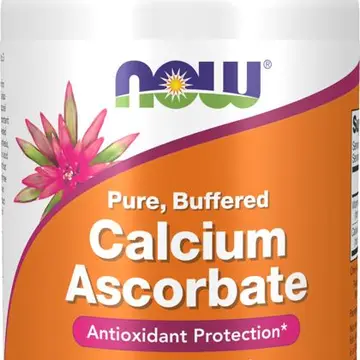 now
Pure, Buffered
Calcium
Ascorbate
Antioxidant Protection*